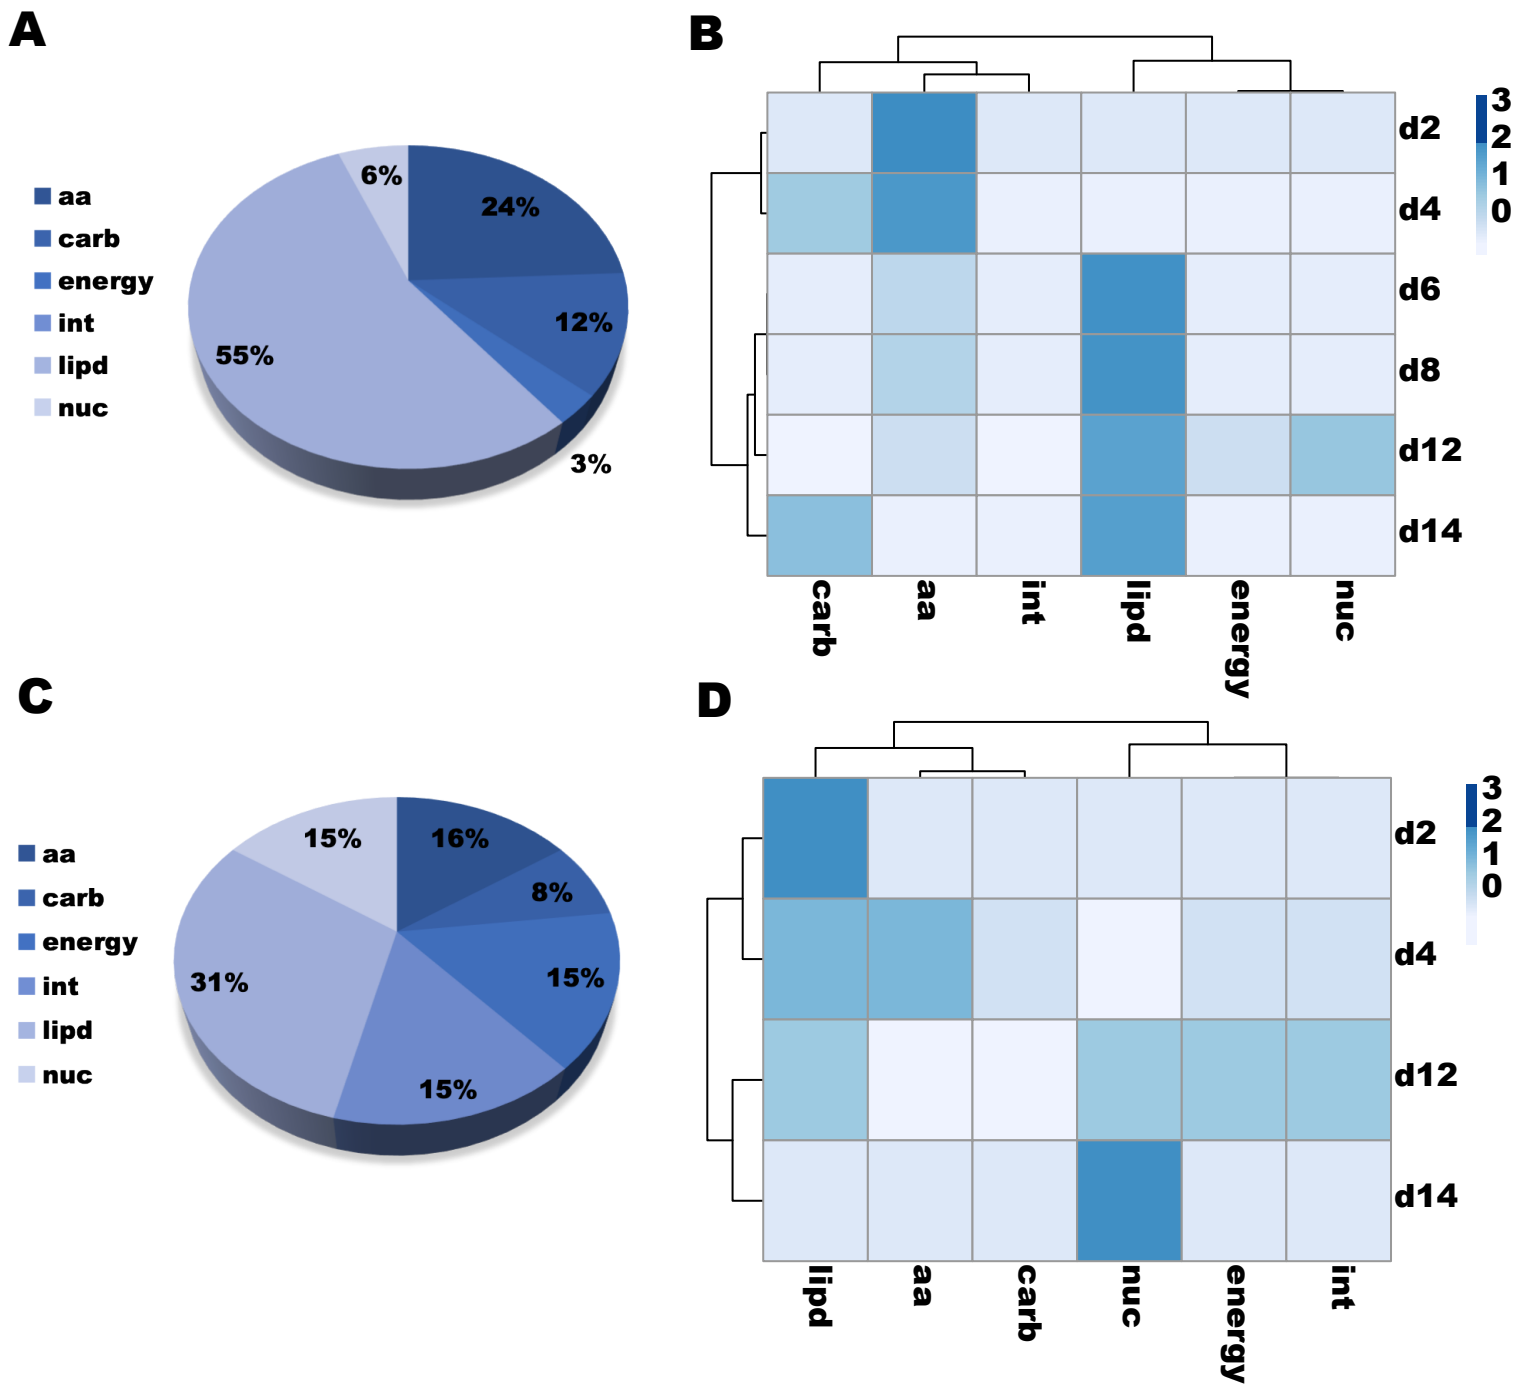 A
aa
carb
energy
int
lipd
nuc
6%
24%
12%
55%
3%
B
d2
d4
d6
d8
d12
d14
3
2
1
0
carb
aa
int
lipd
energy
nuc
C
aa
carb
energy
int
lipd
nuc
15%
16%
8%
15%
31%
15%
D
d2
d4
d12
d14
3
2
1
0
lipd
aa
carb
nuc
energy
int